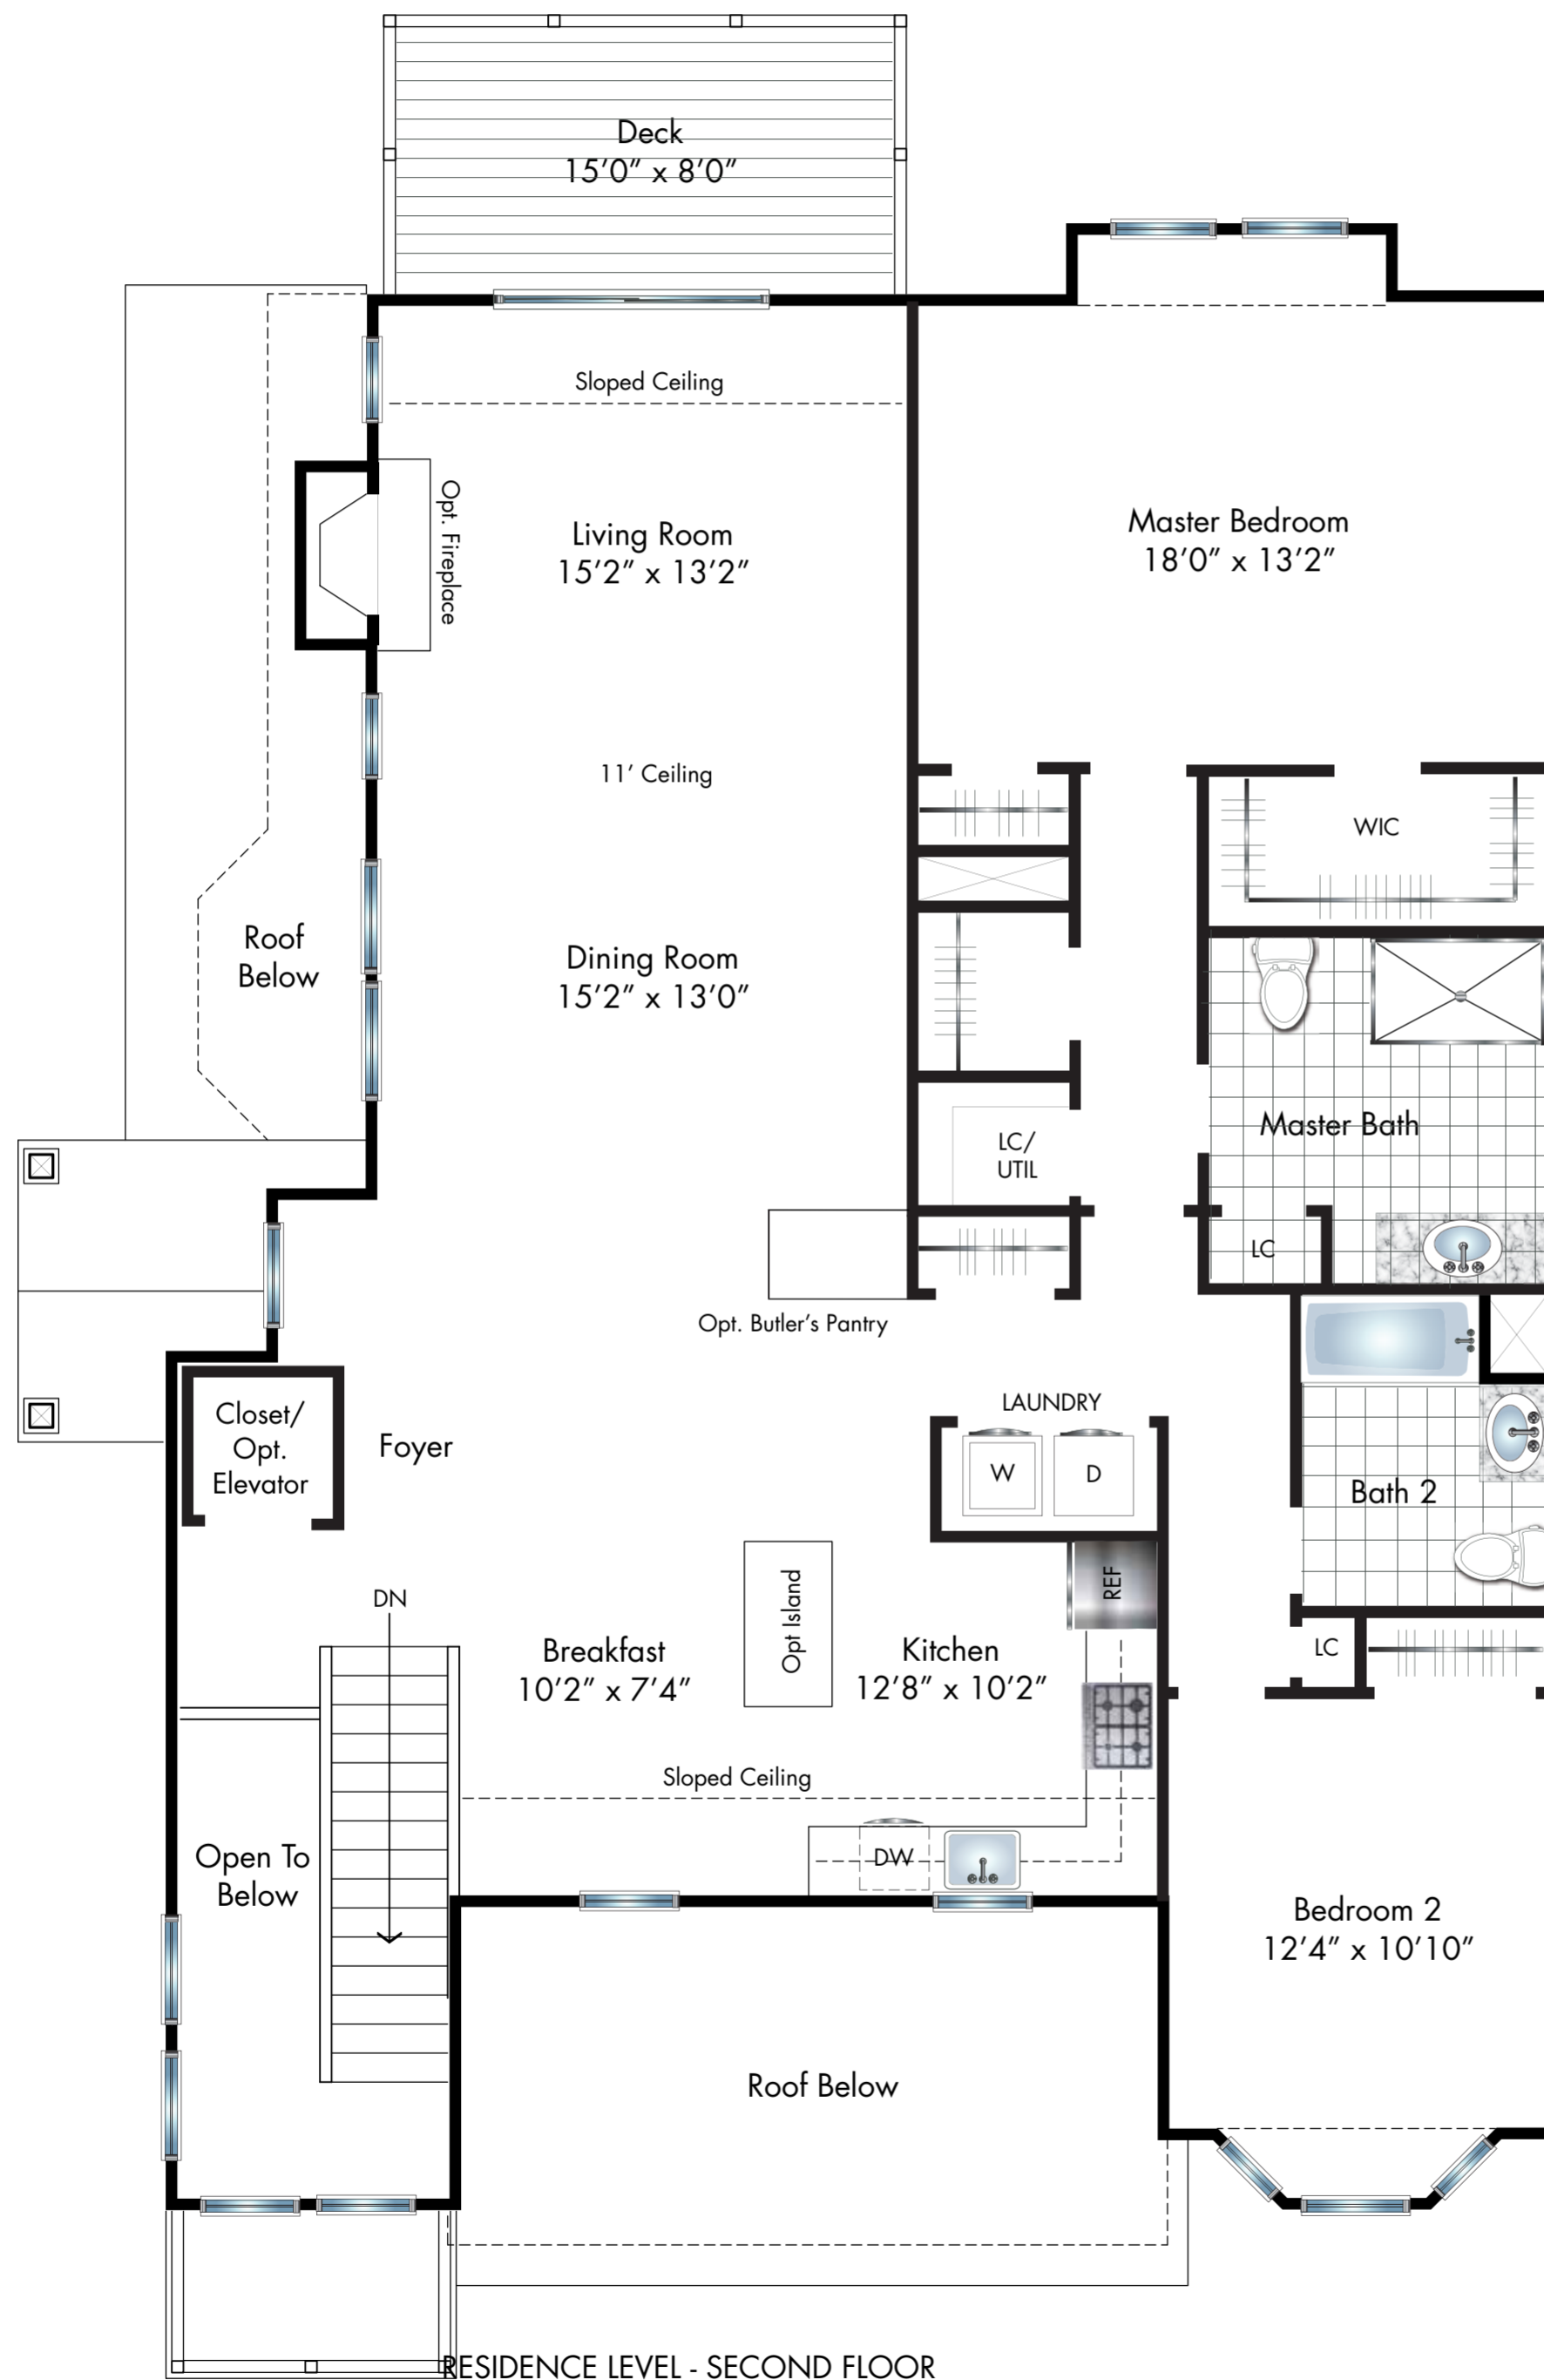 Deck
15'0" x 8'0"
Sloped Ceiling
Opt. Fireplace
Living Room
15'2" x 13'2"
Master Bedroom
18'0" x 13'2"
11' Ceiling
WIC
Roof
Below
Dining Room
15'2" x 13'0"
Master Bath
LC/
UTIL
LC
Opt. Butler's Pantry
LAUNDRY
Closet/
Opt.
Elevator
Foyer
W
D
Bath 2
DN
Opt Island
REF
Breakfast
10'2" x 7'4"
Kitchen
12'8" x 10'2"
LC
Sloped Ceiling
Open To
Below
DW
Bedroom 2
12'4" x 10'10"
Roof Below
RESIDENCE LEVEL - SECOND FLOOR